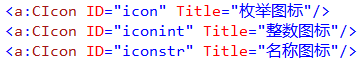 <a:CIcon ID="icon" Title="枚举图标"/>
<a:CIcon ID="iconint" Title="整数图标"/>
<a:CIcon ID="iconstr" Title="名称图标"/>